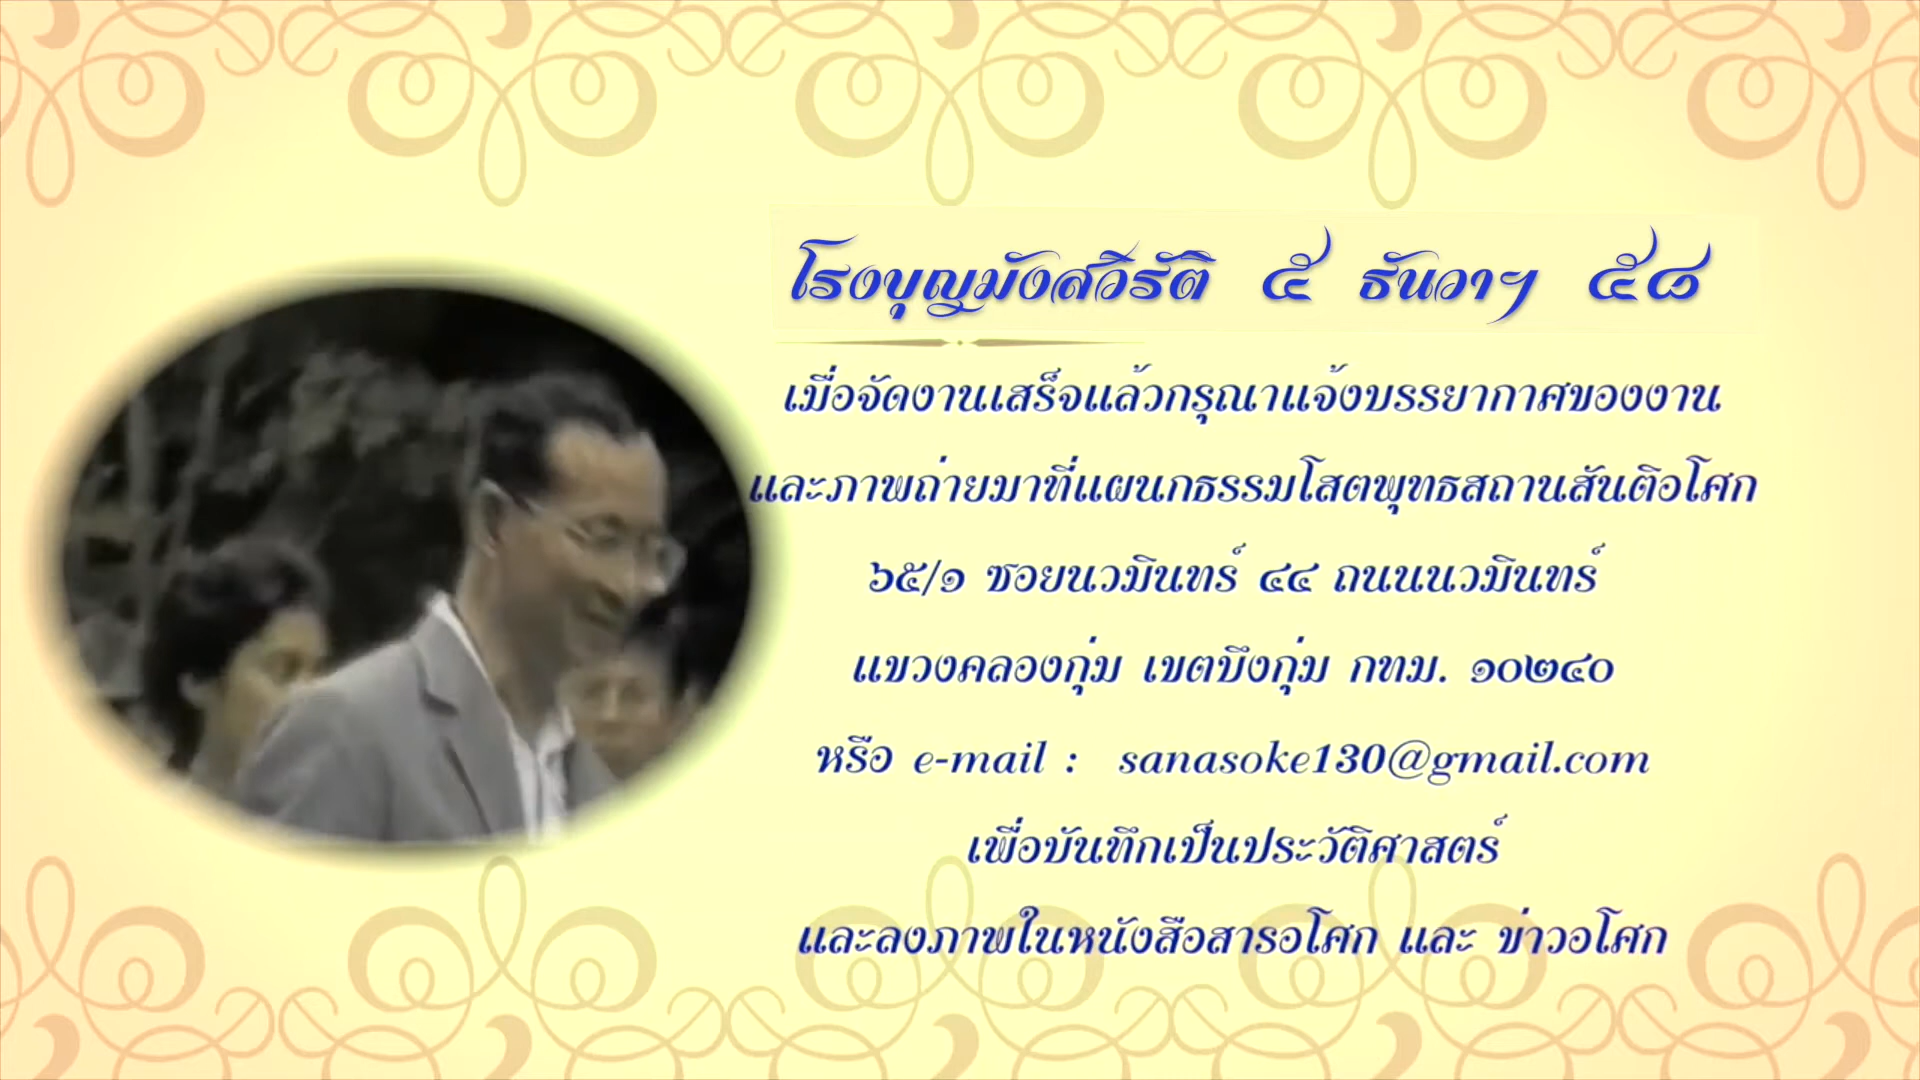 โรงบุญมังสวิรัติ ๕ ธันวาฯ ๕๘
เมื่อจัดงานเสร็จแล้วกรุณาแจ้งบรรยากาศของงาน
และภาพถ่ายมาที่แผนกธรรมโสตพุทธสถานสันติอโศก
๖๕/๑ ซอยนวมินทร์ ๔๔ ถนนนวมินทร์
แขวงคลองกุ่ม เขตบึงกุ่ม กทม. ๑๐๒๔๐
หรือ e-mail : sanasoke130@gmail.com
เพื่อบันทึกเป็นประวัติศาสตร์
และลงภาพในหนังสือสารอโศก และ ข่าวอโศก